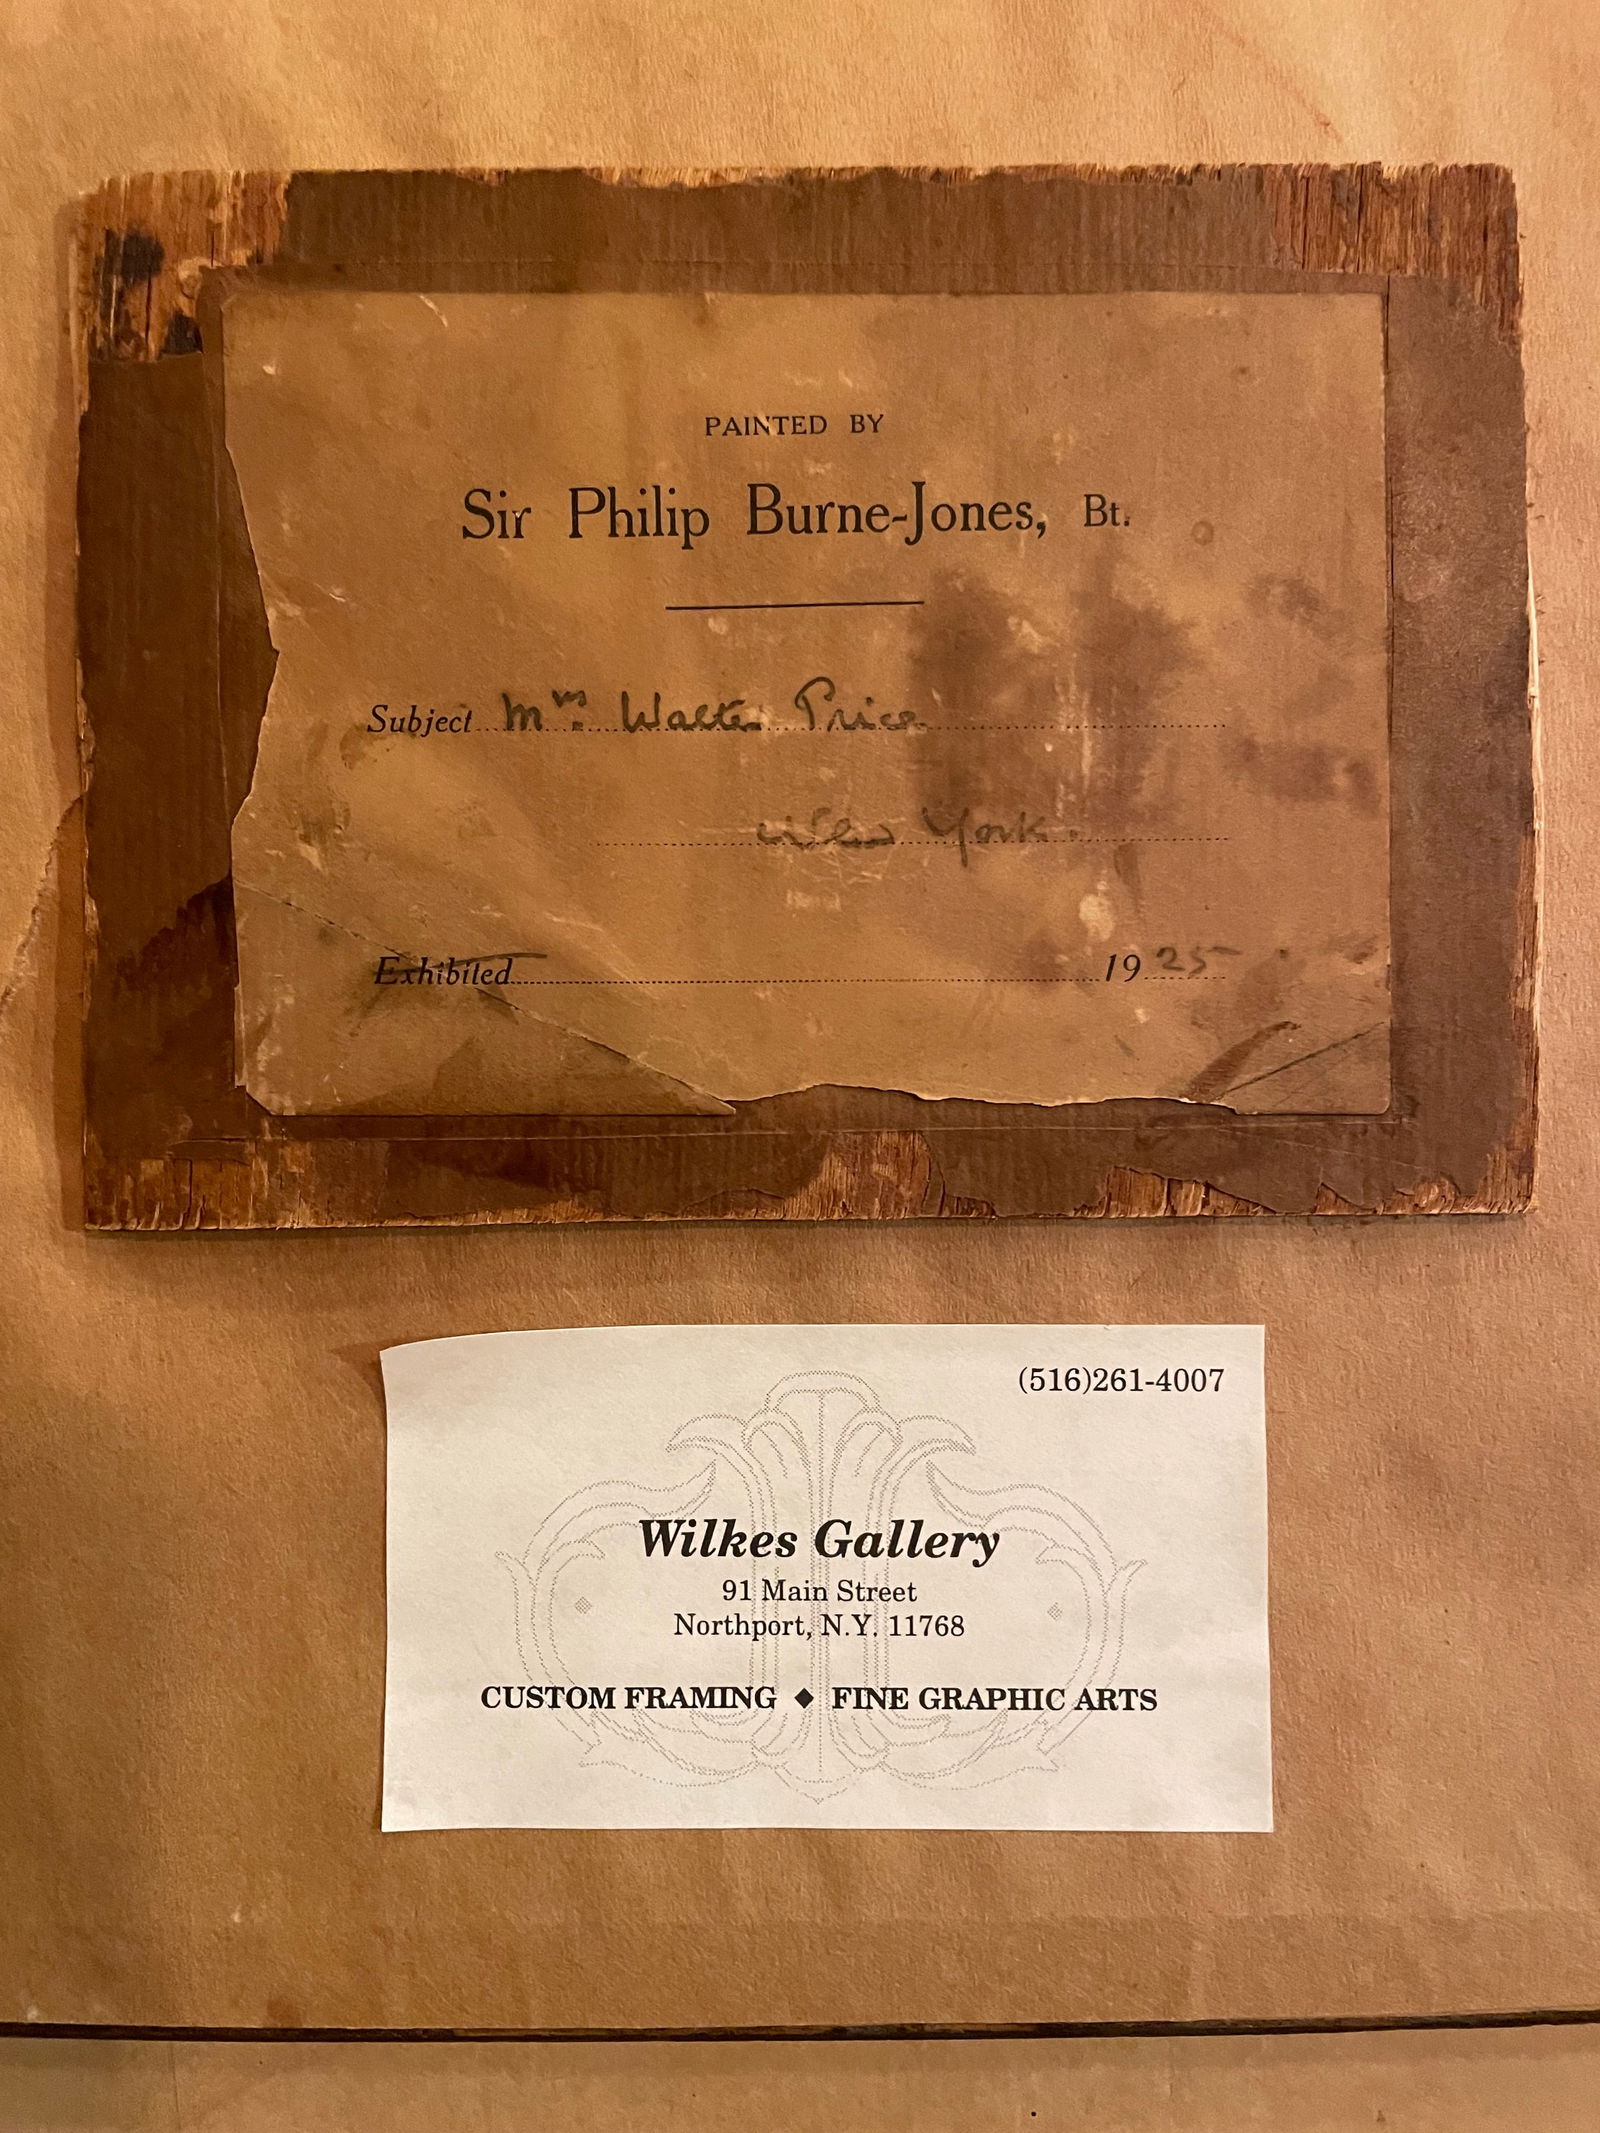 PAINTED BY
Sir Philip Burne-Jones, Bt.
Subject Mrs. Walter Price
New York.
Exhibited 1925
(516)261-4007
Wilkes Gallery
91 Main Street
Northport, N.Y. 11768
CUSTOM FRAMING ◆ FINE GRAPHIC ARTS